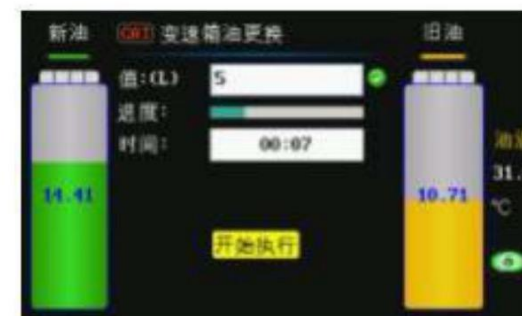 新油
CRT 变速箱油更换
旧油
值:(L) 5
进度:
时间: 00:07
14.41
10.71
31.
℃
开始执行